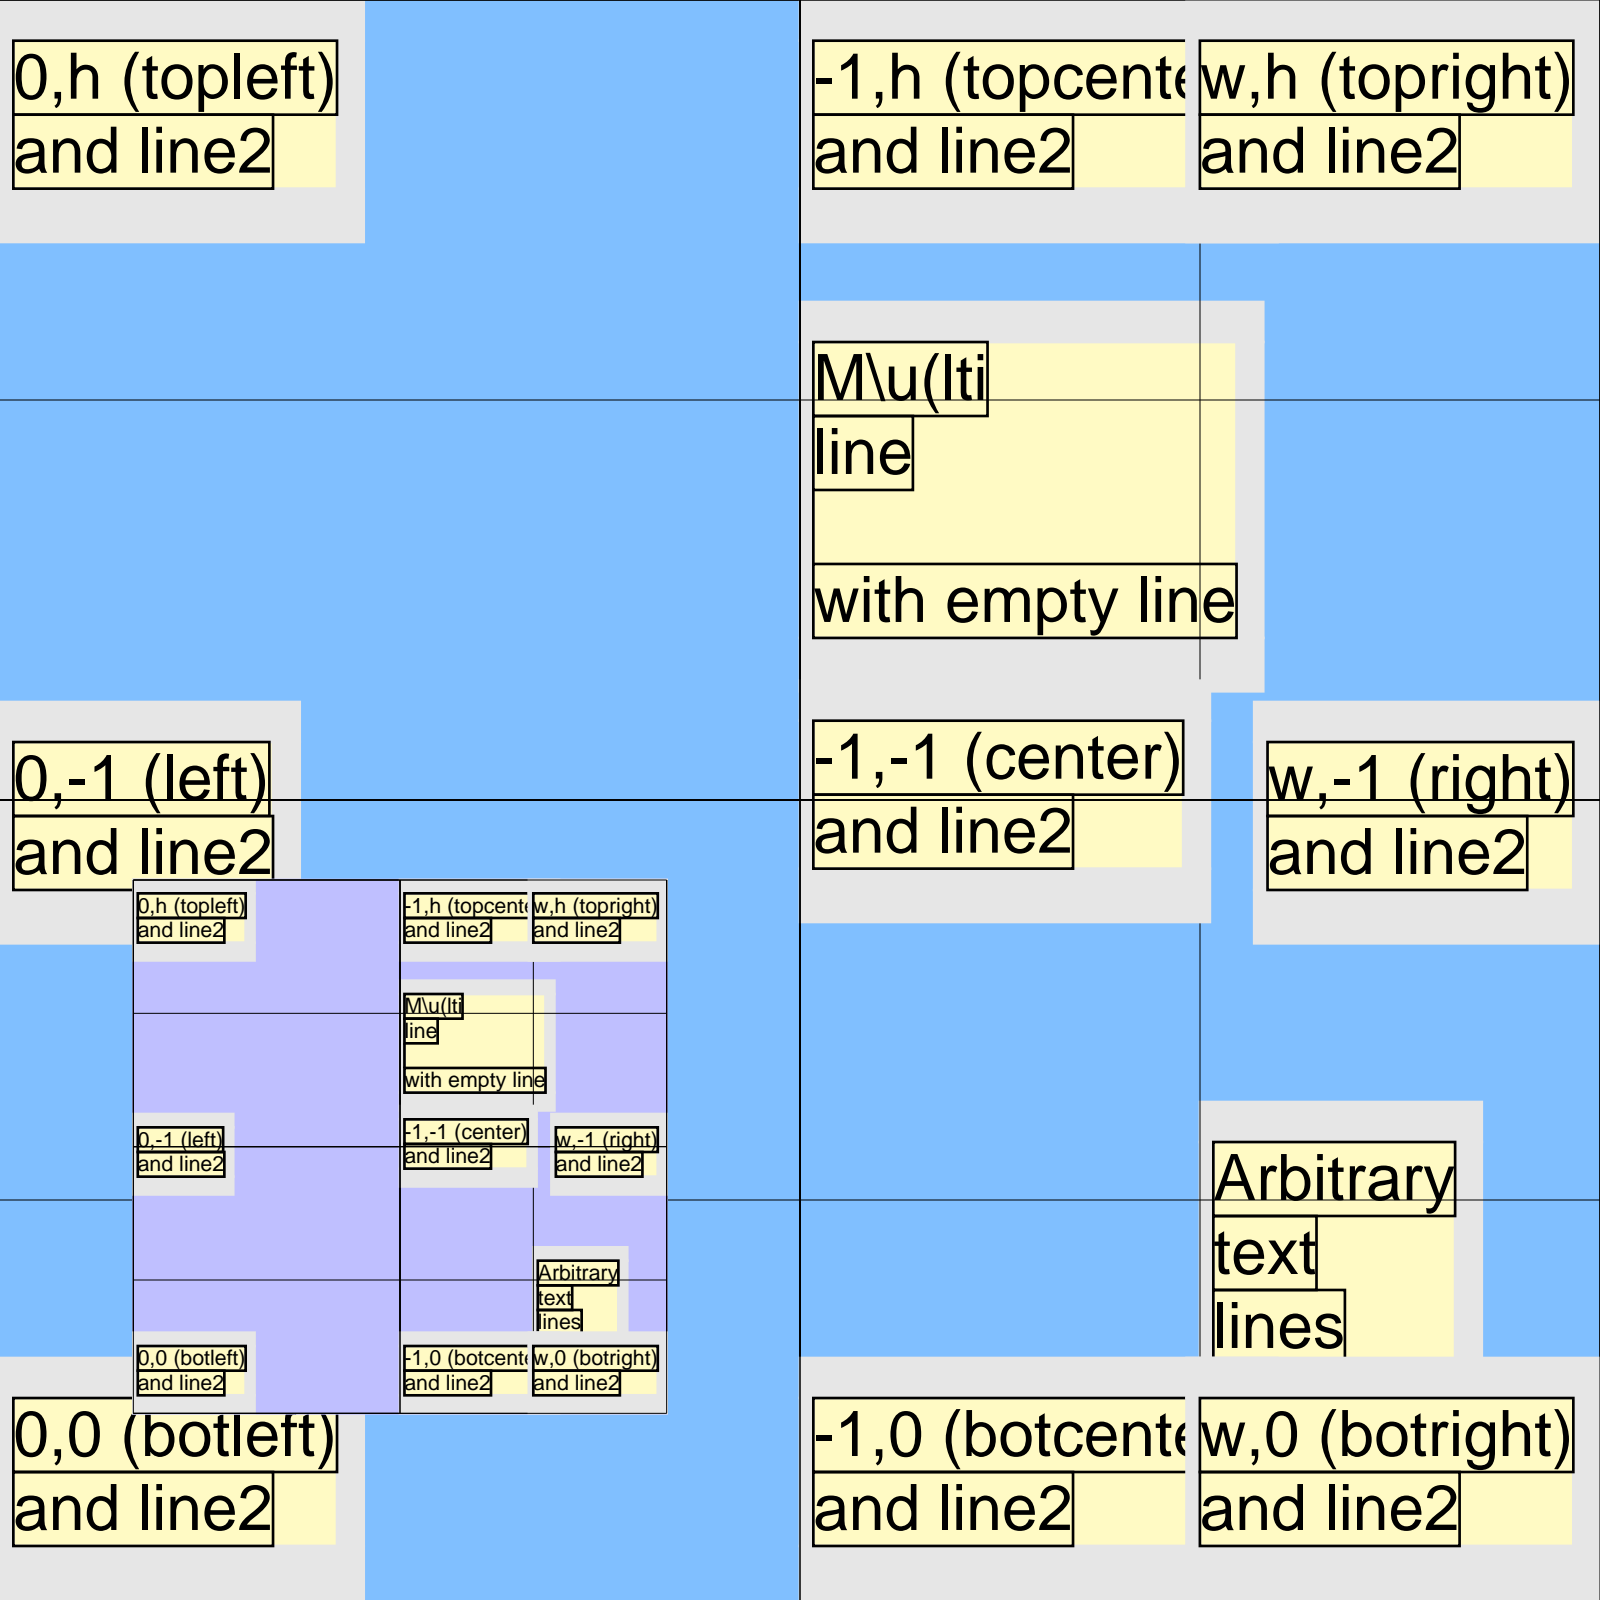 0,h (topleft)
and line2
-1,h (topcente
and line2
w,h (topright)
and line2
M\u(lti
line
with empty line
0,-1 (left)
and line2
-1,-1 (center)
and line2
w,-1 (right)
and line2
0,h (topleft)
and line2
-1,h (topcente
and line2
w,h (topright)
and line2
M\u(lti
line
with empty line
0,-1 (left)
and line2
-1,-1 (center)
and line2
w,-1 (right)
and line2
Arbitrary
text
lines
0,0 (botleft)
and line2
-1,0 (botcente
and line2
w,0 (botright)
and line2
Arbitrary
text
lines
0,0 (botleft)
and line2
-1,0 (botcente
and line2
w,0 (botright)
and line2